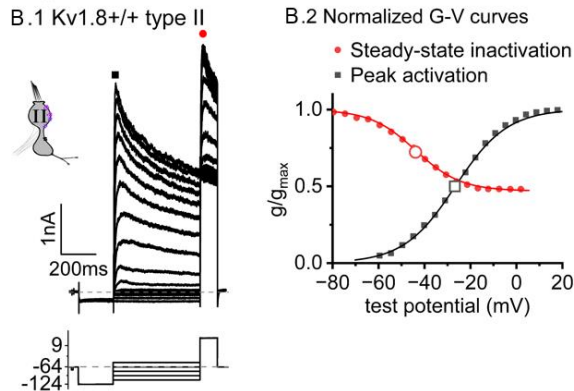 B.1 Kv1.8+/+ type II
II
1nA
200ms
9
-64
-124
B.2 Normalized G-V curves
Steady-state inactivation
Peak activation
1.0
0.5
0.0
g/gmax
−80 −60 −40 −20 0 20
test potential (mV)